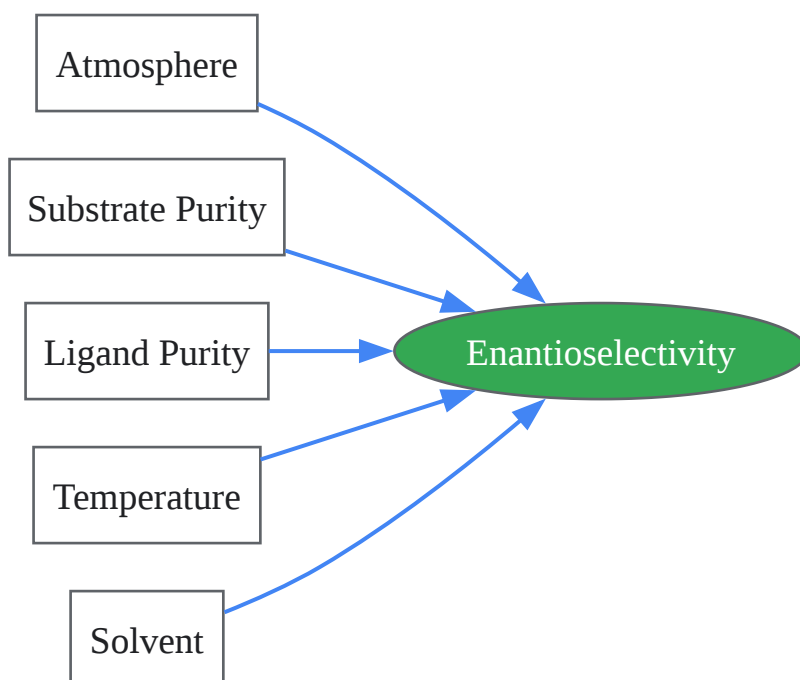 Atmosphere
Substrate Purity
Ligand Purity
Enantioselectivity
Temperature
Solvent